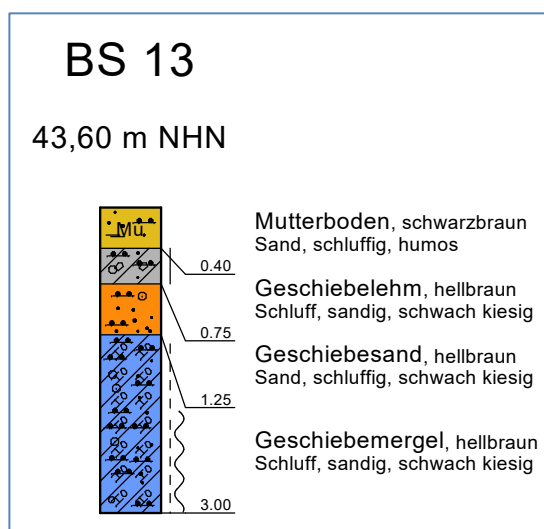 BS 13
43,60 m NHN
Mu
Mutterboden, schwarzbraun
Sand, schluffig, humos
0.40
Geschiebelehm, hellbraun
Schluff, sandig, schwach kiesig
0.75
Geschiebesand, hellbraun
Sand, schluffig, schwach kiesig
1.25
Geschiebemergel, hellbraun
Schluff, sandig, schwach kiesig
3.00